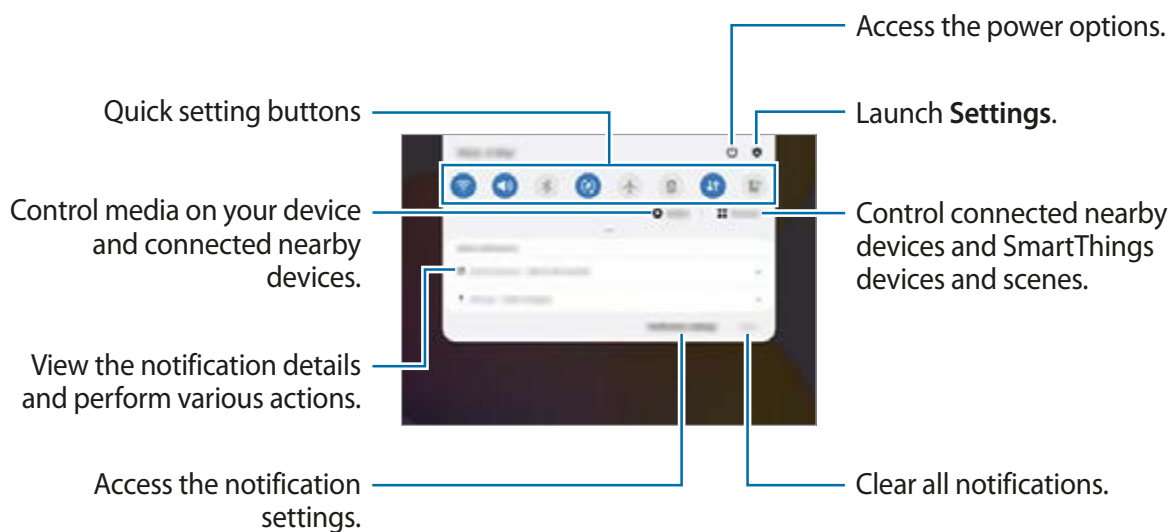 Access the power options.
Quick setting buttons
Launch Settings.
Control media on your device
and connected nearby
devices.
Control connected nearby
devices and SmartThings
devices and scenes.
View the notification details
and perform various actions.
Access the notification
settings.
Clear all notifications.